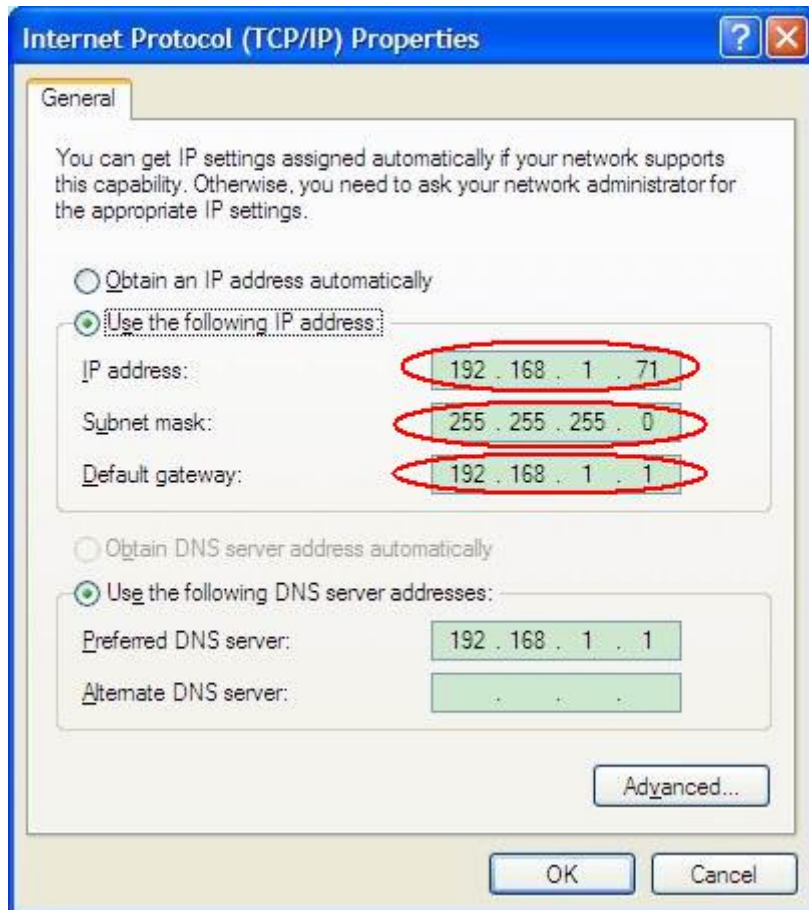 Internet Protocol (TCP/IP) Properties
?
General
You can get IP settings assigned automatically if your network supports
this capability. Otherwise, you need to ask your network administrator for
the appropriate IP settings.
Obtain an IP address automatically
Use the following IP address:
IP address: 192 . 168 . 1 . 71
Subnet mask: 255 . 255 . 255 . 0
Default gateway: 192 . 168 . 1 . 1
Obtain DNS server address automatically
Use the following DNS server addresses:
Preferred DNS server: 192 . 168 . 1 . 1
Alternate DNS server: . . .
Advanced...
OK Cancel